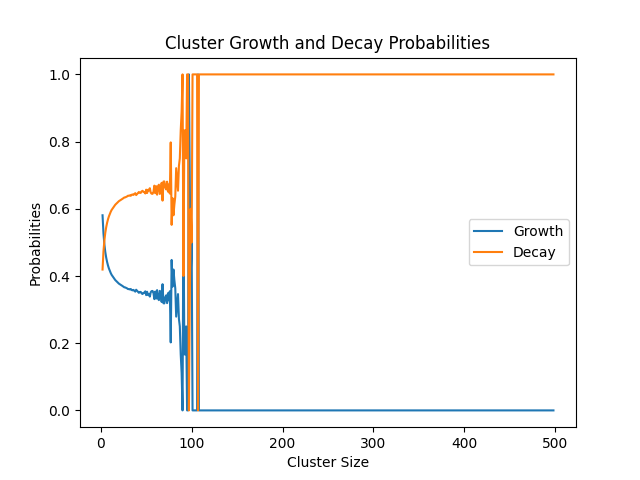 Cluster Growth and Decay Probabilities
1.0
0.8
0.6
0.4
0.2
0.0
Probabilities
Growth
Decay
0
100
200
300
400
500
Cluster Size